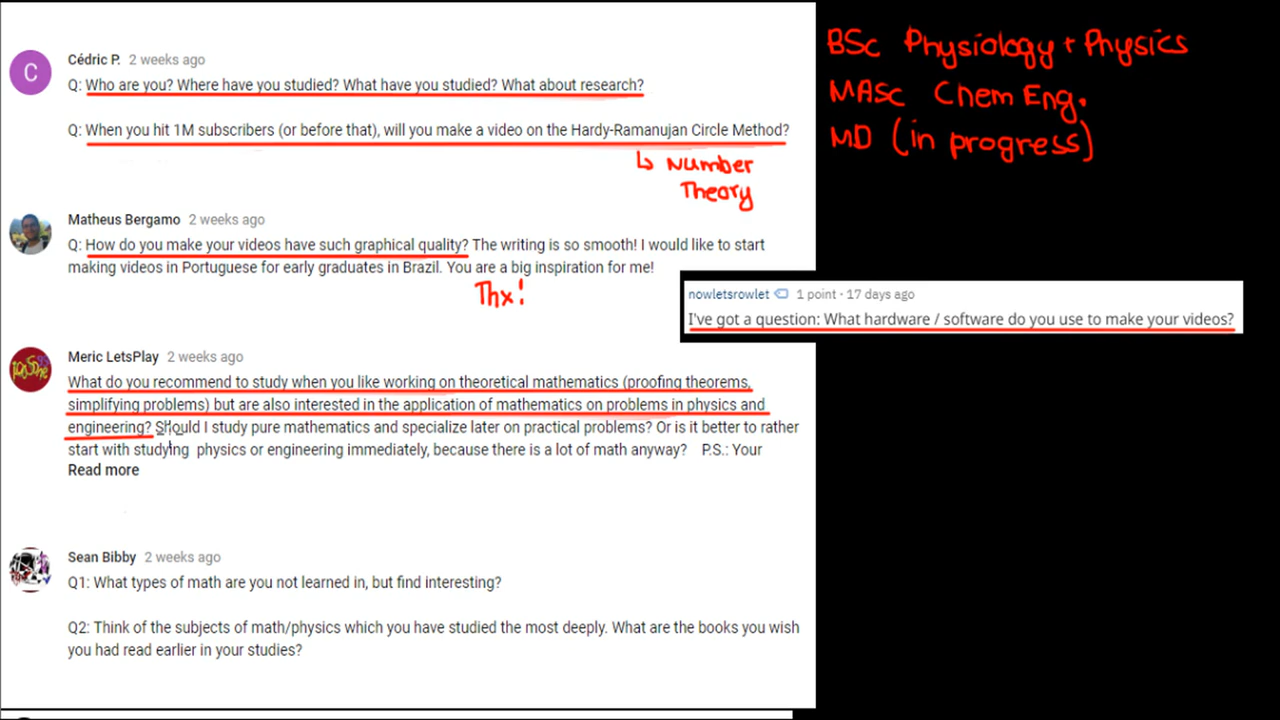 C
Cédric P. 2 weeks ago
Q: Who are you? Where have you studied? What have you studied? What about research?
Q: When you hit 1M subscribers (or before that), will you make a video on the Hardy-Ramanujan Circle Method?
↳ Number
Theory
Matheus Bergamo 2 weeks ago
Q: How do you make your videos have such graphical quality? The writing is so smooth! I would like to start
making videos in Portuguese for early graduates in Brazil. You are a big inspiration for me!
Thx!
Meric LetsPlay 2 weeks ago
What do you recommend to study when you like working on theoretical mathematics (proofing theorems,
simplifying problems) but are also interested in the application of mathematics on problems in physics and
engineering? Should I study pure mathematics and specialize later on practical problems? Or is it better to rather
start with studying physics or engineering immediately, because there is a lot of math anyway? P.S.: Your
Read more
Sean Bibby 2 weeks ago
Q1: What types of math are you not learned in, but find interesting?
Q2: Think of the subjects of math/physics which you have studied the most deeply. What are the books you wish
you had read earlier in your studies?
BSc Physiology + Physics
MASc Chem Eng.
MD (in progress)
nowletsrowlet 1 point · 17 days ago
I've got a question: What hardware / software do you use to make your videos?